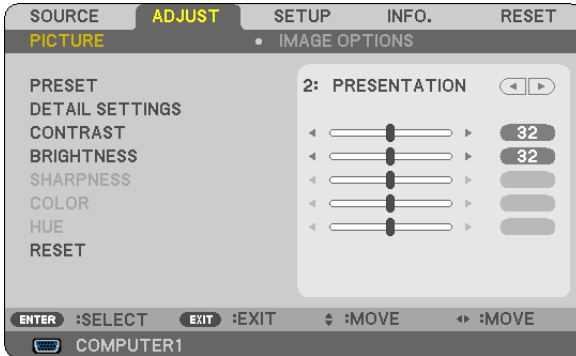 SOURCE ADJUST SETUP INFO. RESET
PICTURE • IMAGE OPTIONS
PRESET 2: PRESENTATION
DETAIL SETTINGS
CONTRAST 32
BRIGHTNESS 32
SHARPNESS
COLOR
HUE
RESET
ENTER :SELECT EXIT :EXIT :MOVE :MOVE
COMPUTER1